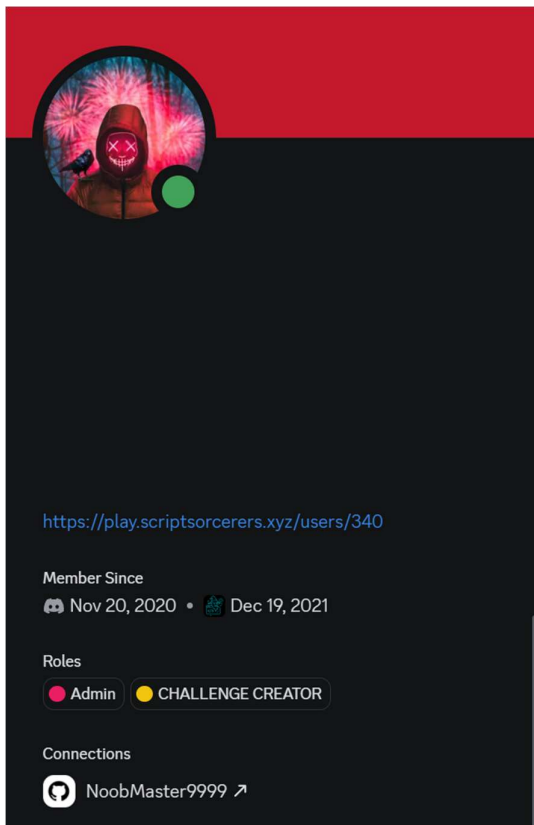 https://play.scriptsorcerers.xyz/users/340
Member Since
Nov 20, 2020 • Dec 19, 2021
Roles
Admin CHALLENGE CREATOR
Connections
NoobMaster9999 ↗